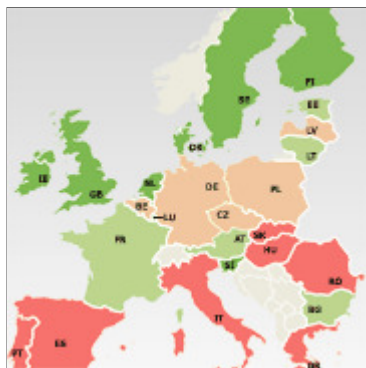 FI
SE
EE
LV
DK
LT
IE
GB
NL
DE
PL
BE
LU
CZ
FR
AT
SK
HU
SI
RO
IT
BG
ES
PT
GR